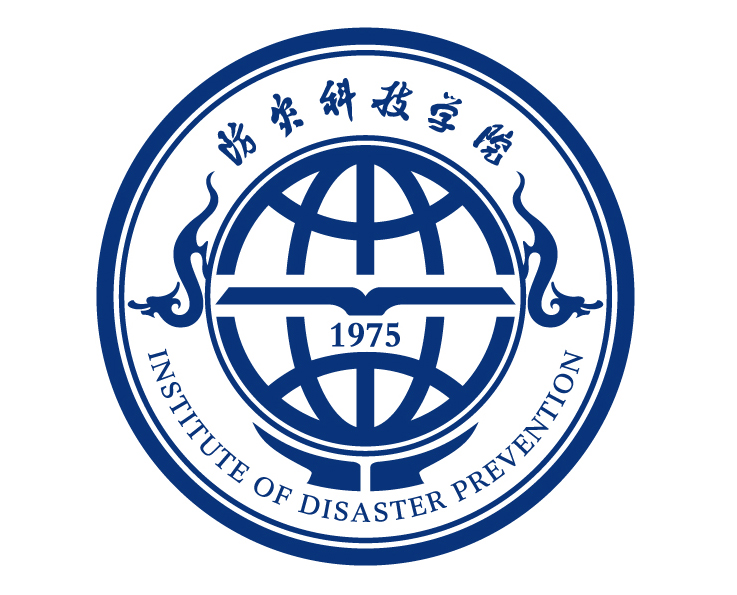 防灾科技学院
1975
INSTITUTE OF DISASTER PREVENTION